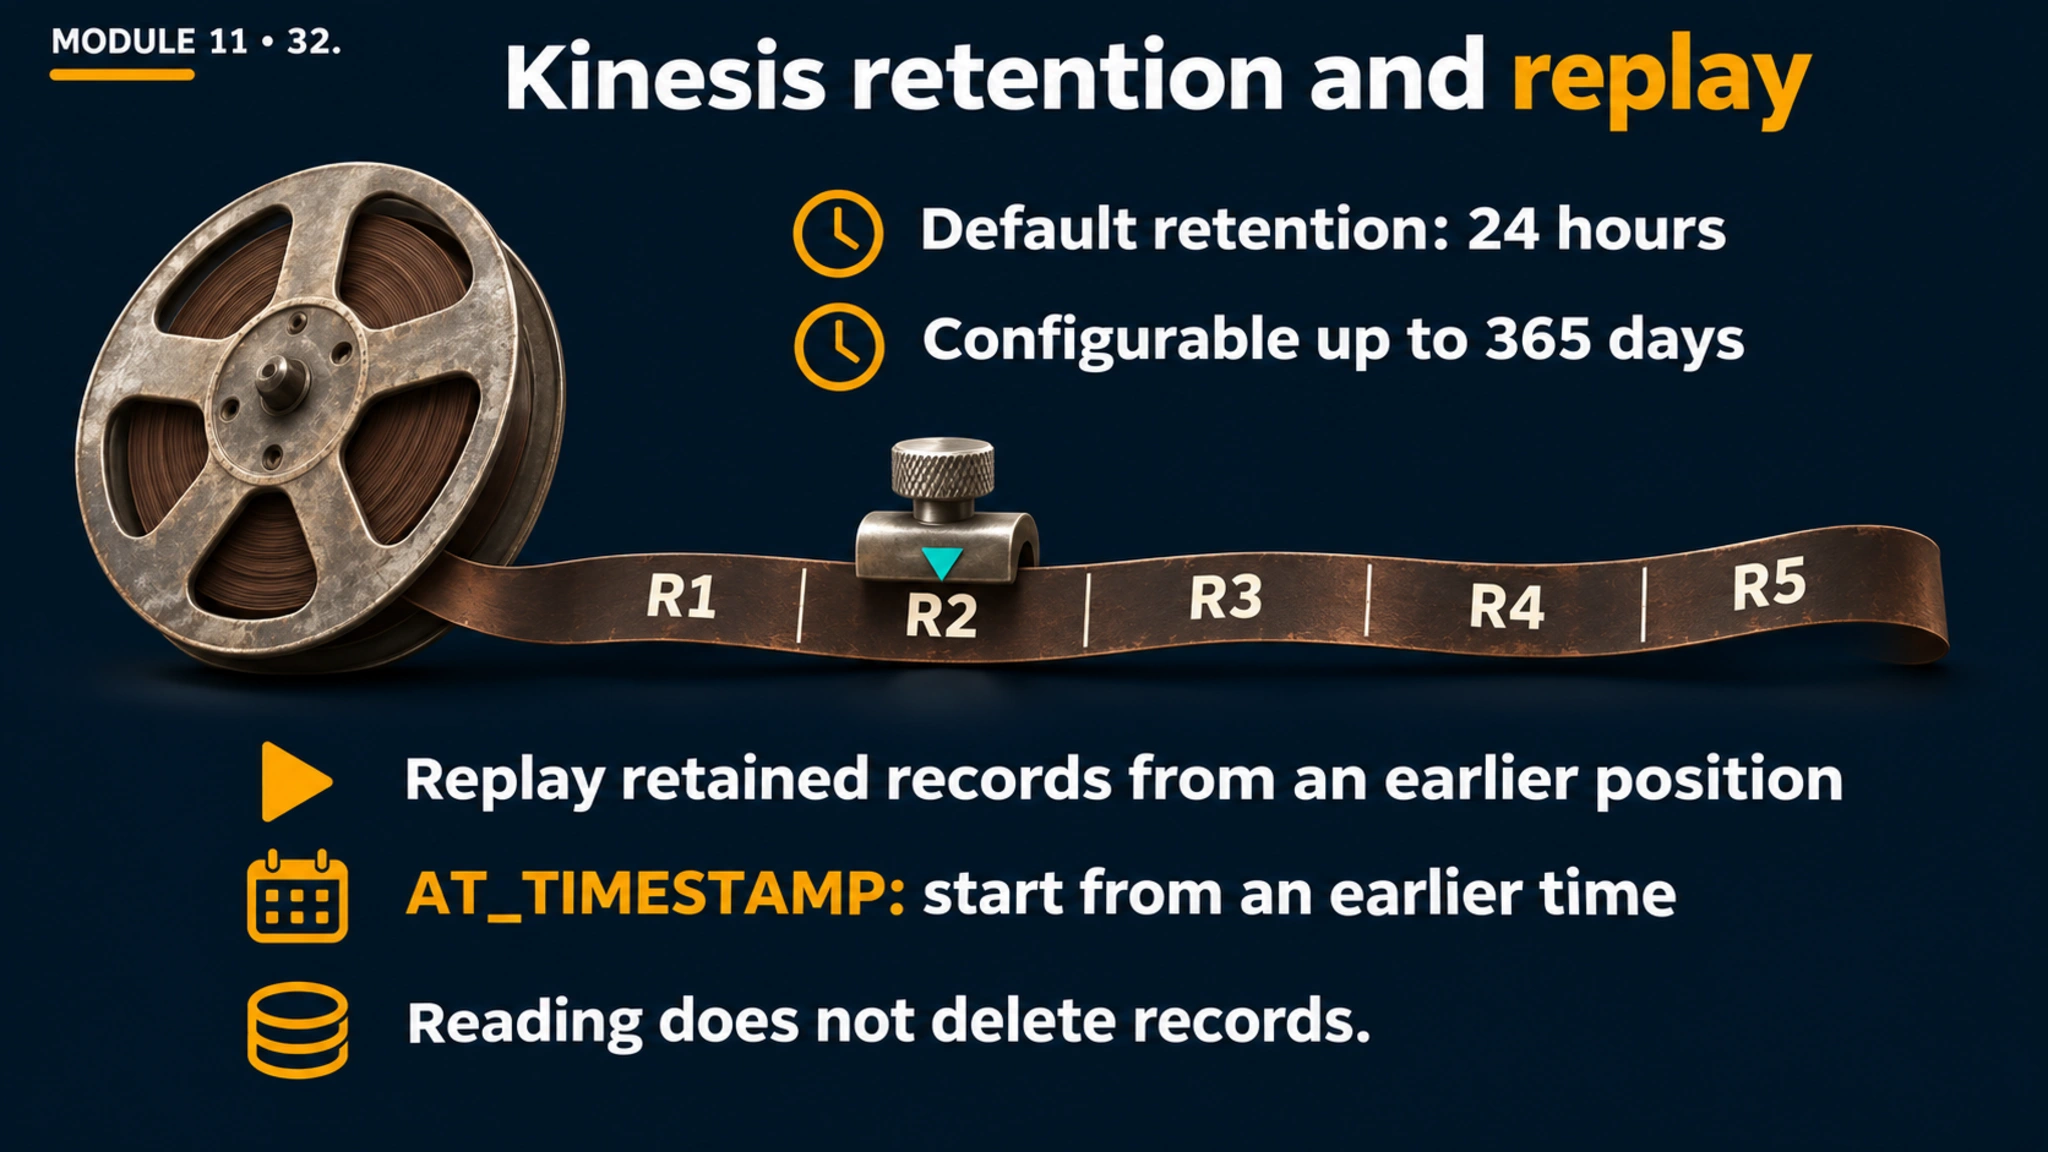 MODULE 11 • 32.
Kinesis retention and replay
Default retention: 24 hours
Configurable up to 365 days
R1
R2
R3
R4
R5
Replay retained records from an earlier position
AT_TIMESTAMP: start from an earlier time
Reading does not delete records.